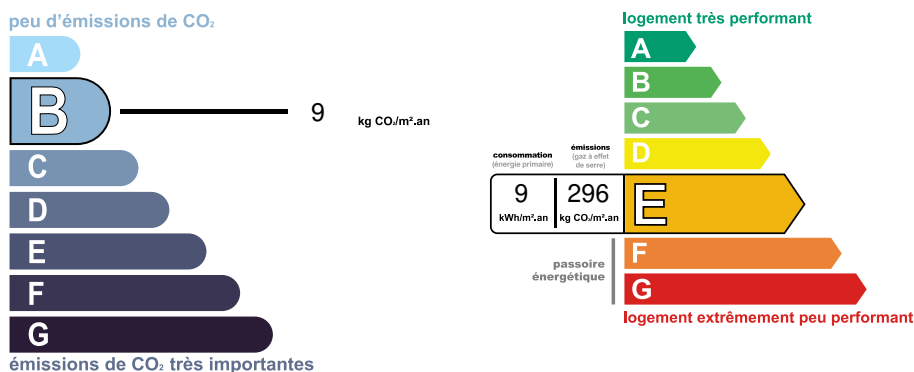 peu d'émissions de CO₂
A
B
9
kg CO₂/m².an
C
D
E
F
G
émissions de CO₂ très importantes
logement très performant
A
B
C
D
consommation
(énergie primaire)
émissions
(gaz à effet
de serre)
9
kWh/m².an
296
kg CO₂/m².an
E
passoire
énergétique
F
G
logement extrêmement peu performant